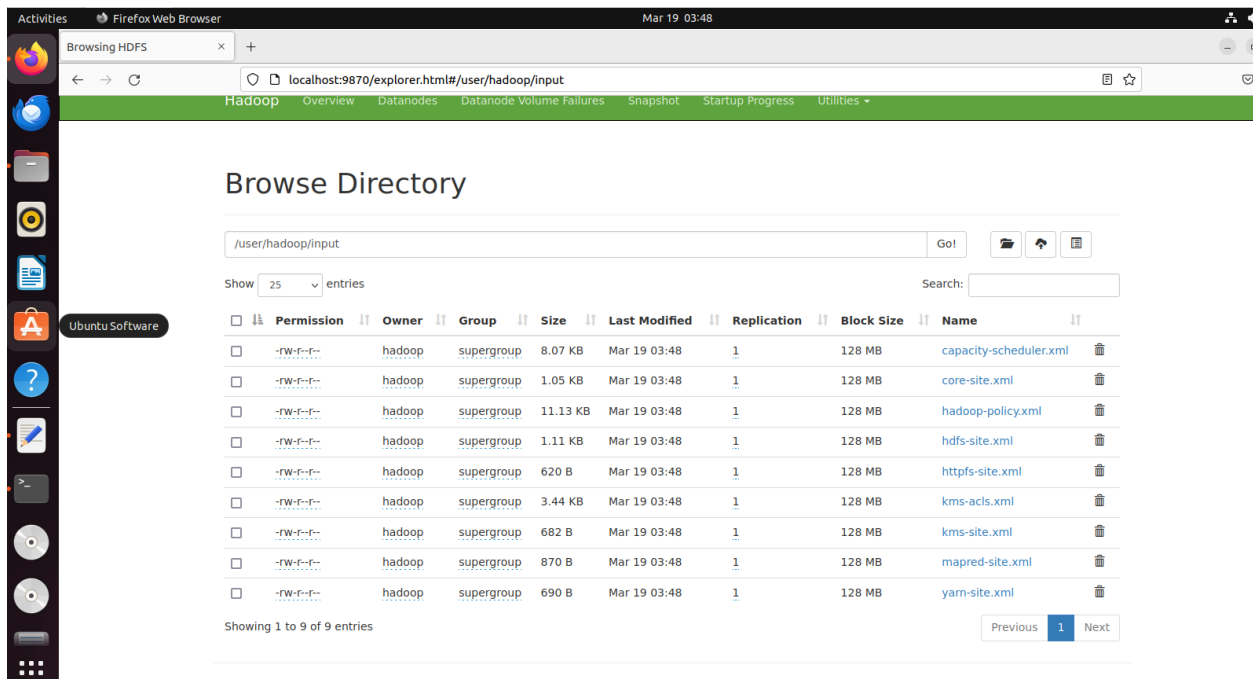 Activities Firefox Web Browser Mar 19 03:48
Browsing HDFS × +
localhost:9870/explorer.html#/user/hadoop/input
Hadoop Overview Datanodes Datanode Volume Failures Snapshot Startup Progress Utilities
Browse Directory
/user/hadoop/input Go!
Show 25 entries Search:
Permission Owner Group Size Last Modified Replication Block Size Name
-rw-r--r-- hadoop supergroup 8.07 KB Mar 19 03:48 1 128 MB capacity-scheduler.xml
-rw-r--r-- hadoop supergroup 1.05 KB Mar 19 03:48 1 128 MB core-site.xml
-rw-r--r-- hadoop supergroup 11.13 KB Mar 19 03:48 1 128 MB hadoop-policy.xml
-rw-r--r-- hadoop supergroup 1.11 KB Mar 19 03:48 1 128 MB hdfs-site.xml
-rw-r--r-- hadoop supergroup 620 B Mar 19 03:48 1 128 MB httpfs-site.xml
-rw-r--r-- hadoop supergroup 3.44 KB Mar 19 03:48 1 128 MB kms-acls.xml
-rw-r--r-- hadoop supergroup 682 B Mar 19 03:48 1 128 MB kms-site.xml
-rw-r--r-- hadoop supergroup 870 B Mar 19 03:48 1 128 MB mapred-site.xml
-rw-r--r-- hadoop supergroup 690 B Mar 19 03:48 1 128 MB yarn-site.xml
Showing 1 to 9 of 9 entries Previous 1 Next
Ubuntu Software